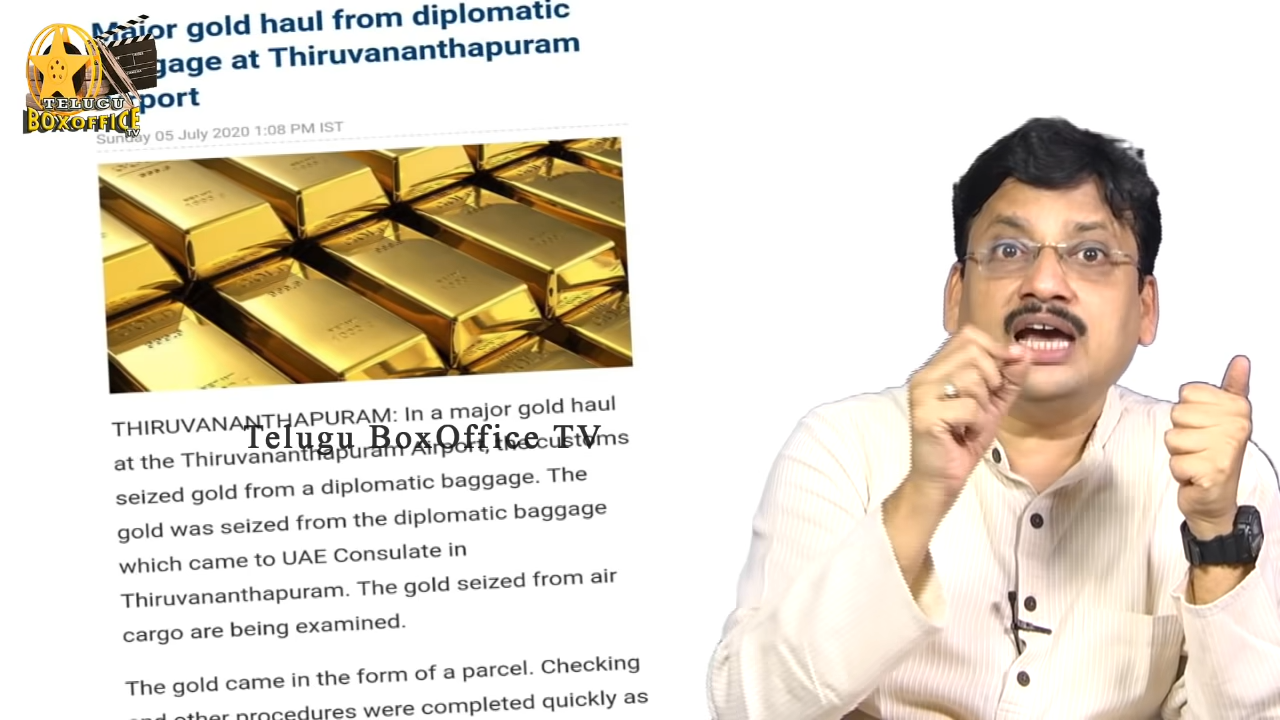 Major gold haul from diplomatic
gage at Thiruvananthapuram
port
TELUGU
BOXOFFICE
TV
Sunday 05 July 2020 1:08 PM IST
THIRUVANANTHAPURAM: In a major gold haul
Telugu BoxOffice TV
at the Thiruvananthapuram Airport, the customs
seized gold from a diplomatic baggage. The
gold was seized from the diplomatic baggage
which came to UAE Consulate in
Thiruvananthapuram. The gold seized from air
cargo are being examined.
The gold came in the form of a parcel. Checking
and other procedures were completed quickly as